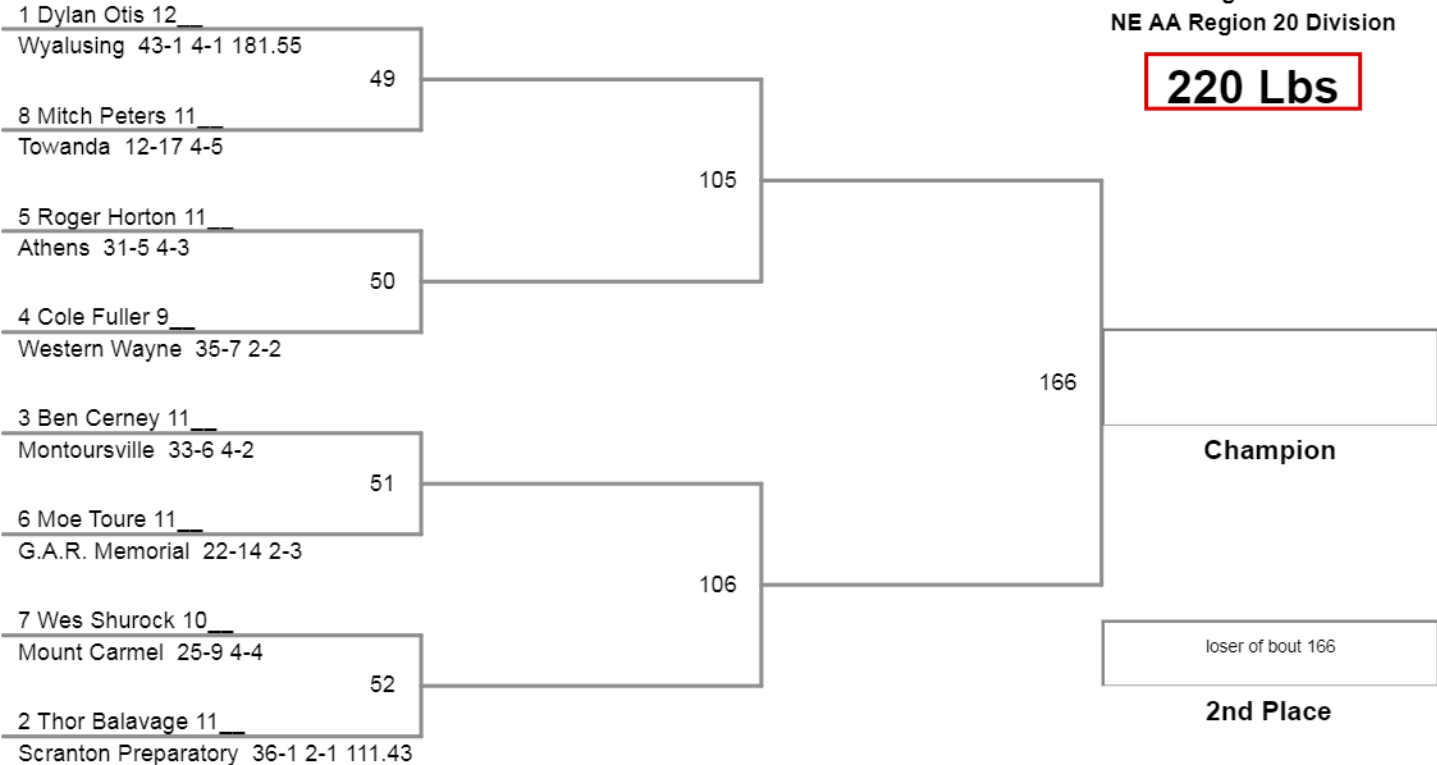 1 Dylan Otis 12__
Wyalusing 43-1 4-1 181.55
49
8 Mitch Peters 11__
Towanda 12-17 4-5
105
5 Roger Horton 11__
Athens 31-5 4-3
50
4 Cole Fuller 9__
Western Wayne 35-7 2-2
166
3 Ben Cerney 11__
Montoursville 33-6 4-2
51
6 Moe Toure 11__
G.A.R. Memorial 22-14 2-3
106
7 Wes Shurock 10__
Mount Carmel 25-9 4-4
52
2 Thor Balavage 11__
Scranton Preparatory 36-1 2-1 111.43
NE AA Region 20 Division
220 Lbs
Champion
loser of bout 166
2nd Place